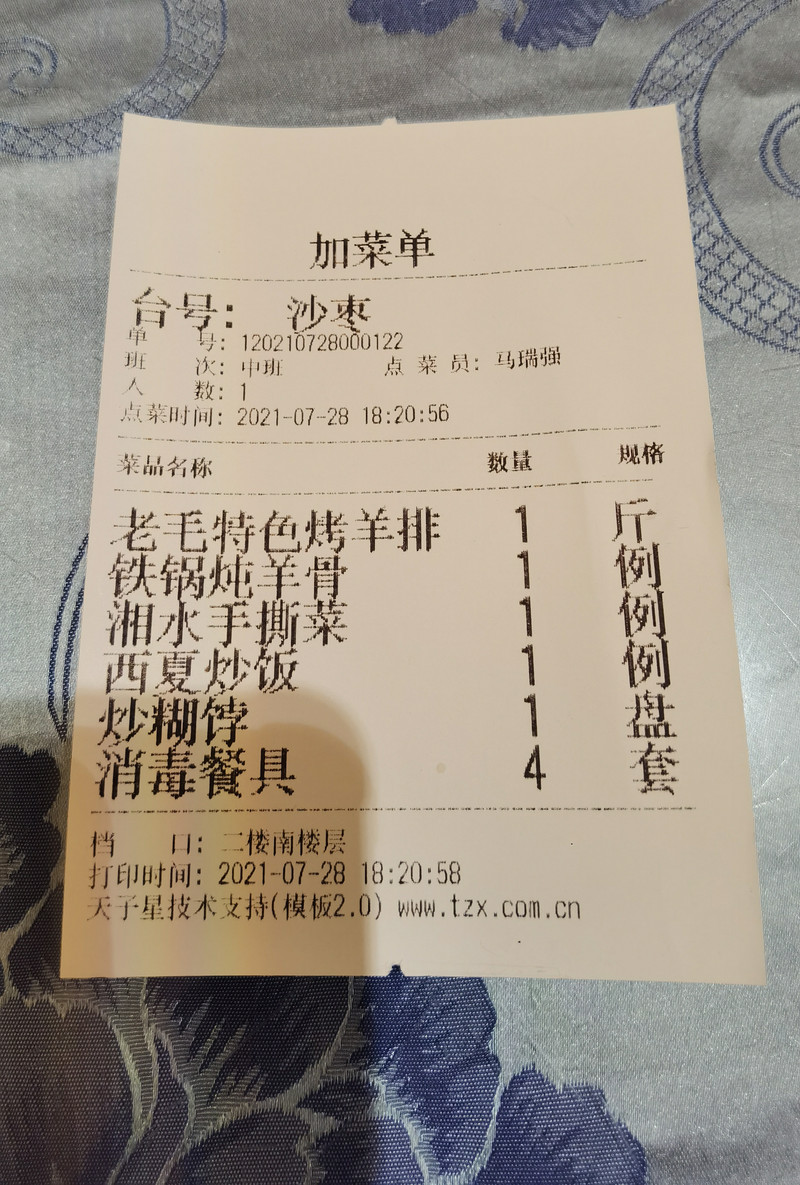 加菜单
台号： 沙枣
单 号：120210728000122
班 次：中班 点 菜 员：马瑞强
人 数：1
点菜时间：2021-07-28 18:20:56
菜品名称 数量 规格
老毛特色烤羊排 1 斤
铁锅炖羊骨 1 例
湘水手撕菜 1 例
西夏炒饭 1 例
炒糊饽 1 盘
消毒餐具 4 套
档 口：二楼南楼层
打印时间：2021-07-28 18:20:58
天子星技术支持(模板2.0) www.tzx.com.cn